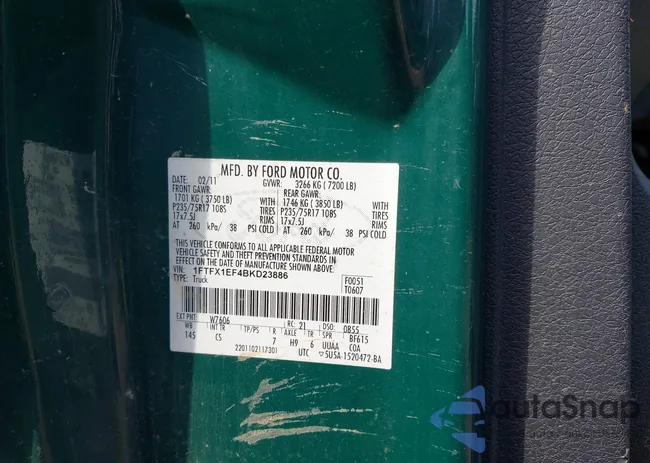 MFD. BY FORD MOTOR CO.
DATE: 02/11 GVWR: 3266 KG ( 7200 LB)
FRONT GAWR: REAR GAWR:
1701 KG ( 3750 LB) WITH 1746 KG ( 3850 LB) WITH
P235/75R17 108S TIRES P235/75R17 108S TIRES
17x7.5J RIMS 17x7.5J RIMS
AT 260 kPa/ 38 PSI COLD AT 260 kPa/ 38 PSI COLD
THIS VEHICLE CONFORMS TO ALL APPLICABLE FEDERAL MOTOR
VEHICLE SAFETY AND THEFT PREVENTION STANDARDS IN
EFFECT ON THE DATE OF MANUFACTURE SHOWN ABOVE.
VIN: 1FTFX1EF4BKD23886 F0051
TYPE: Truck T0607
EXT PNT: W7606 RC: 21 DSO: 0B55
WB INT TR TP/PS R AXLE TR SPR BF615
145 CS 7 H9 6 UUAA COA
2201102117301 UTC 5U5A-1520472-BA
autoSnap